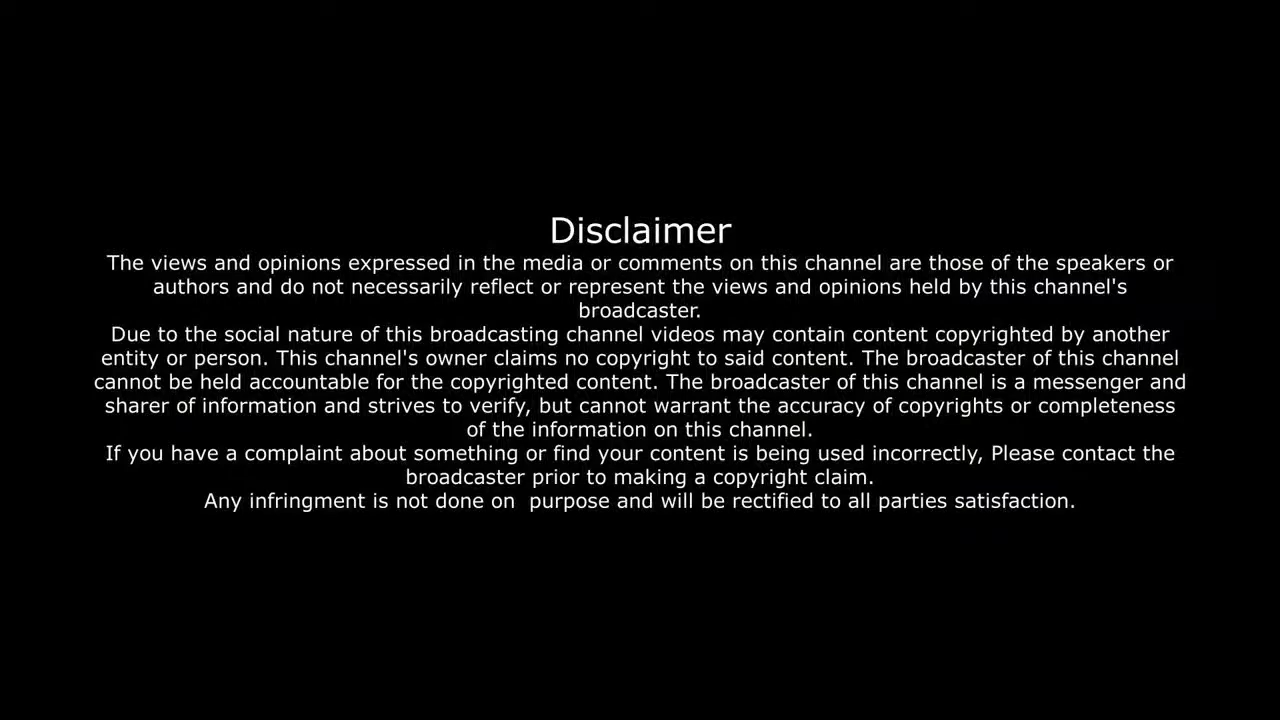 Disclaimer
The views and opinions expressed in the media or comments on this channel are those of the speakers or
authors and do not necessarily reflect or represent the views and opinions held by this channel's
broadcaster.
Due to the social nature of this broadcasting channel videos may contain content copyrighted by another
entity or person. This channel's owner claims no copyright to said content. The broadcaster of this channel
cannot be held accountable for the copyrighted content. The broadcaster of this channel is a messenger and
sharer of information and strives to verify, but cannot warrant the accuracy of copyrights or completeness
of the information on this channel.
If you have a complaint about something or find your content is being used incorrectly, Please contact the
broadcaster prior to making a copyright claim.
Any infringment is not done on  purpose and will be rectified to all parties satisfaction.